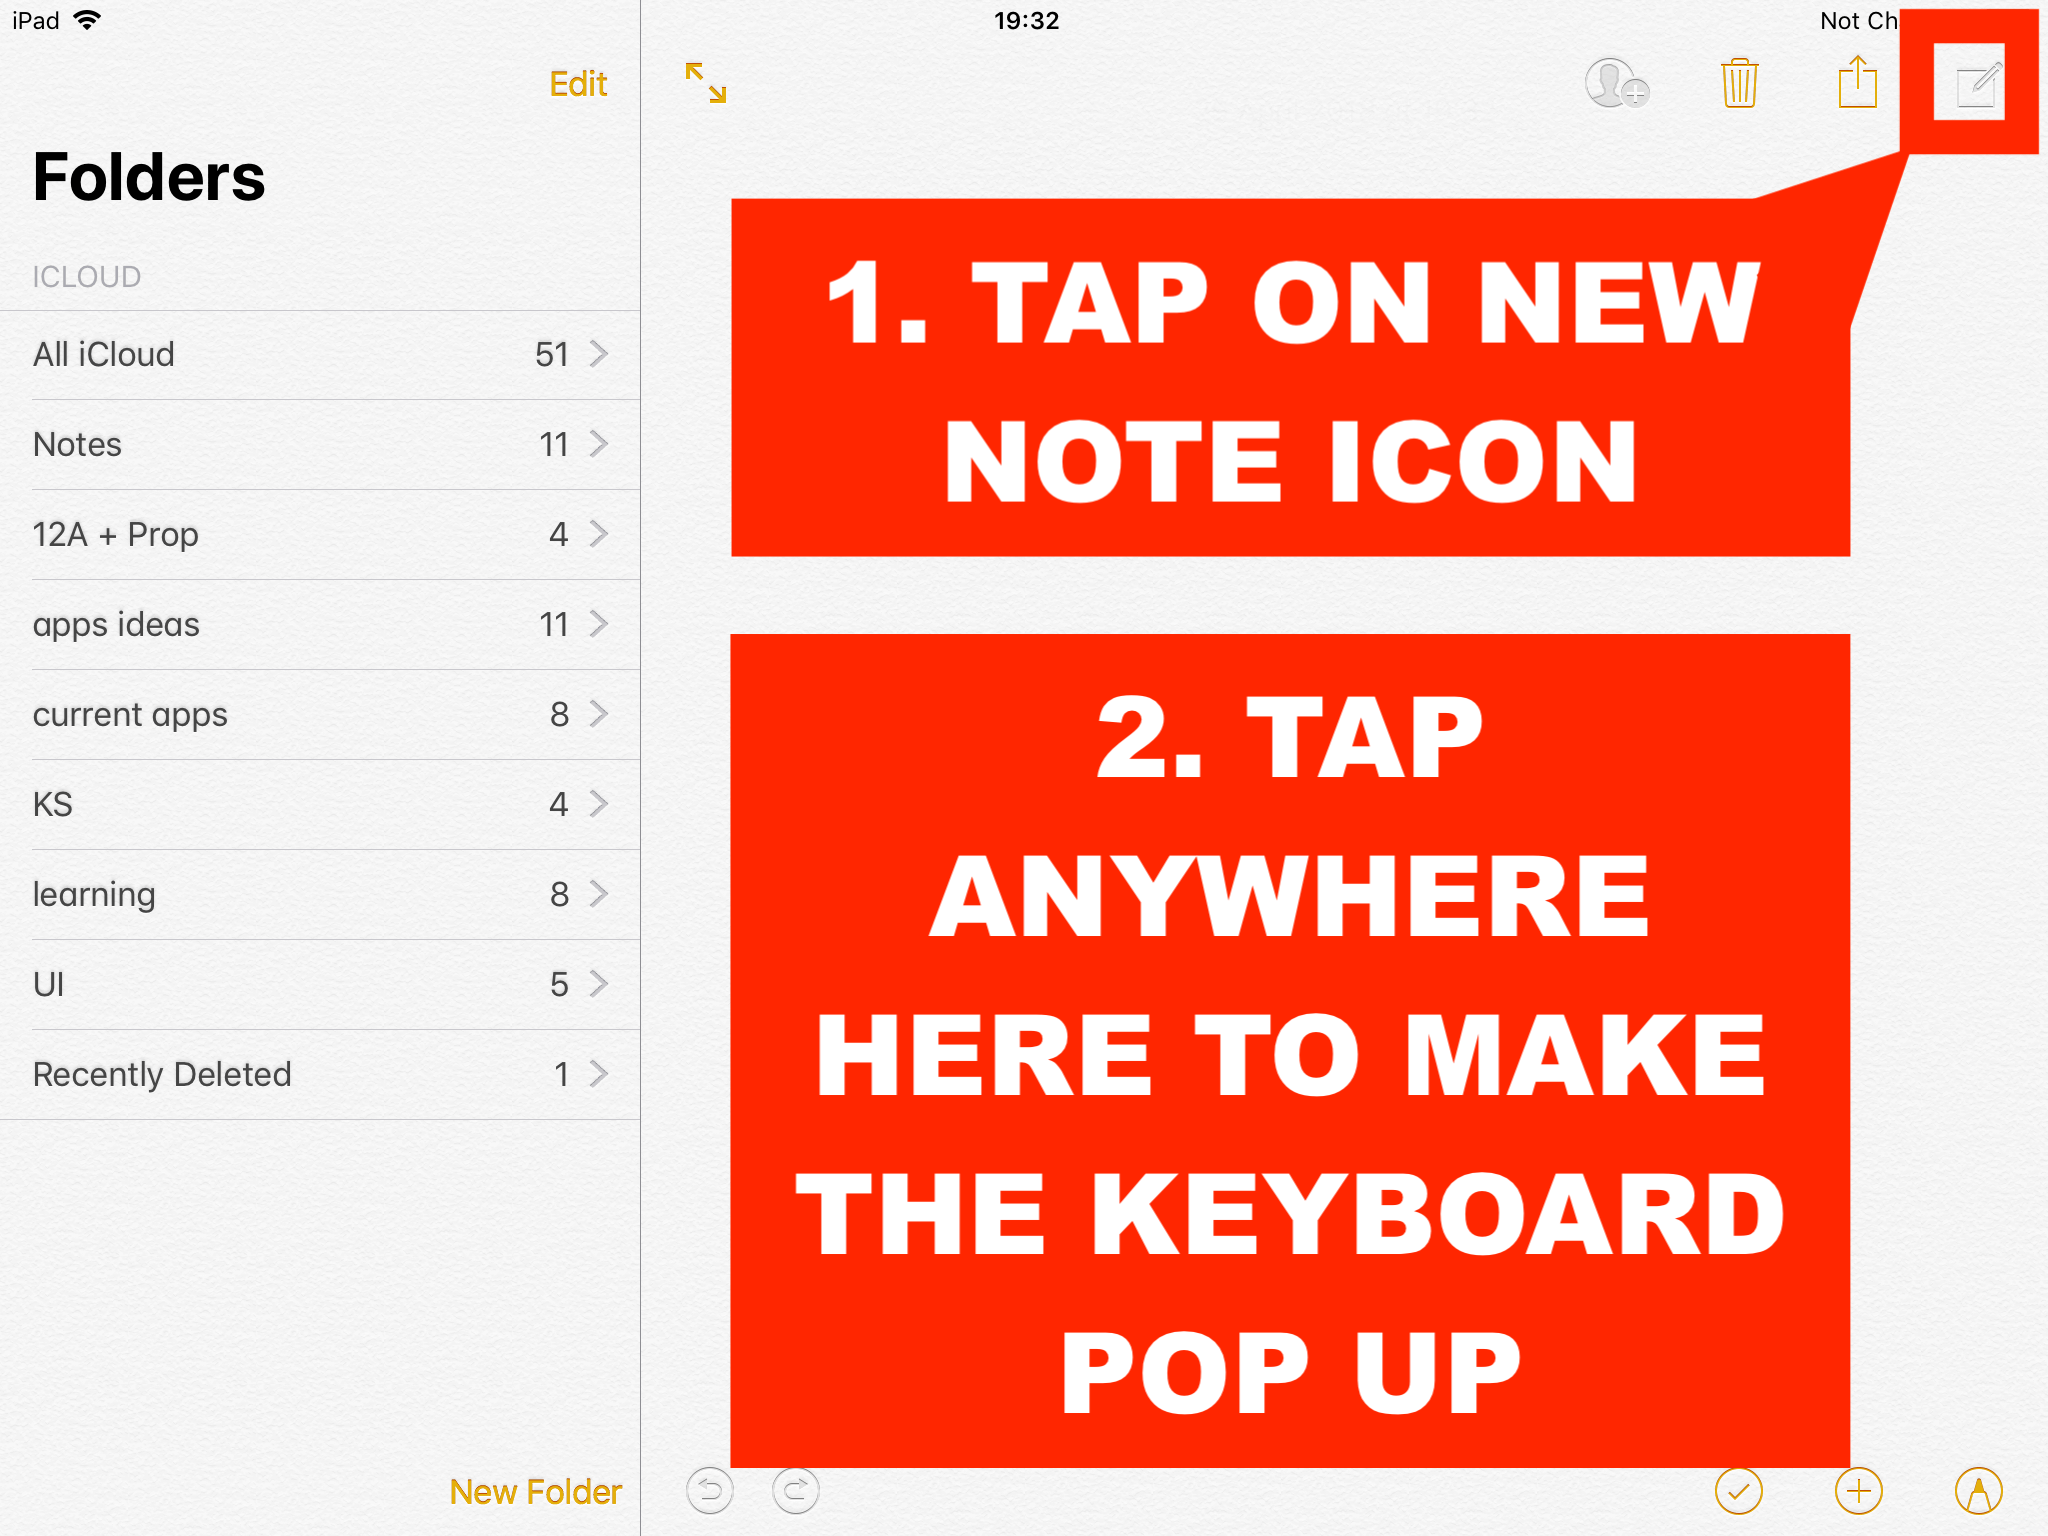 iPad
19:32
Not Ch
Edit
Folders
ICLOUD
All iCloud 51
Notes 11
12A + Prop 4
apps ideas 11
current apps 8
KS 4
learning 8
UI 5
Recently Deleted 1
New Folder
1. TAP ON NEW
NOTE ICON
2. TAP
ANYWHERE
HERE TO MAKE
THE KEYBOARD
POP UP